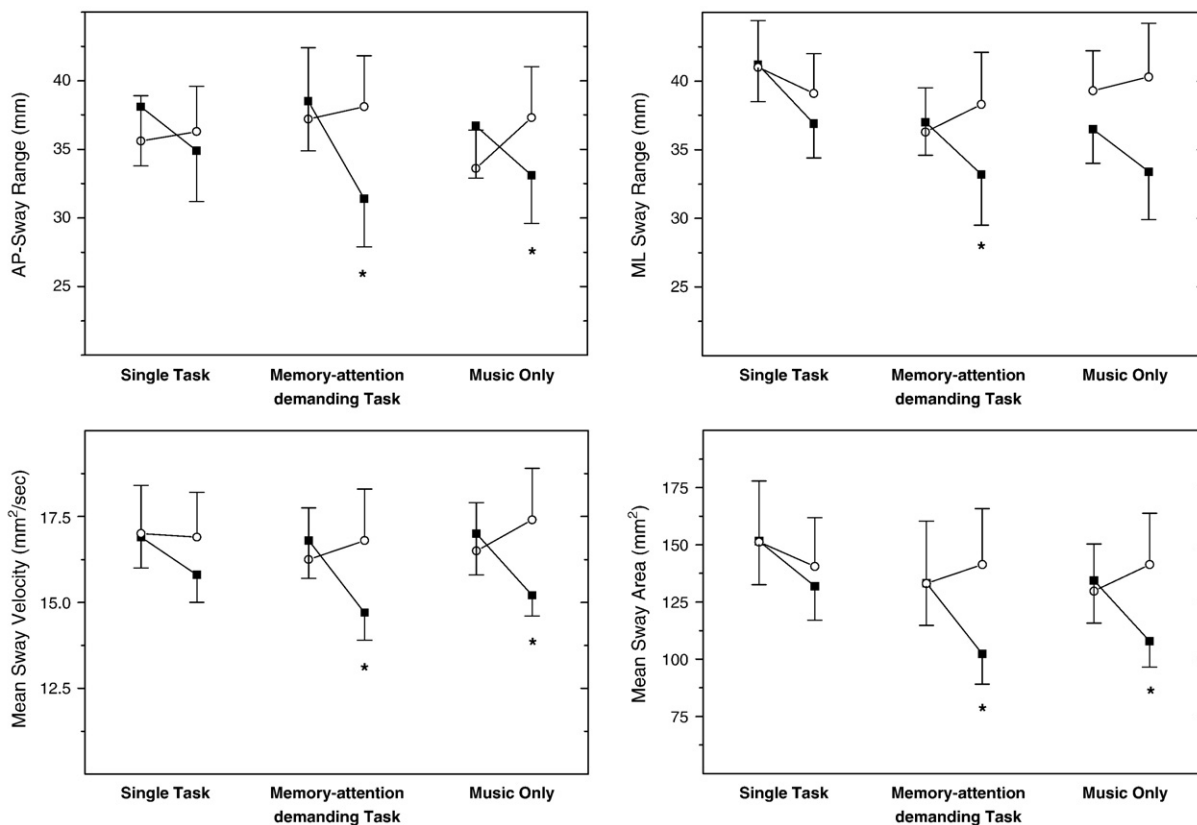 AP-Sway Range (mm)
40
35
30
25
*
*
Single Task
Memory-attention
demanding Task
Music Only
ML Sway Range (mm)
40
35
30
25
*
Single Task
Memory-attention
demanding Task
Music Only
Mean Sway Velocity (mm²/sec)
17.5
15.0
12.5
*
*
Single Task
Memory-attention
demanding Task
Music Only
Mean Sway Area (mm²)
175
150
125
100
75
*
*
Single Task
Memory-attention
demanding Task
Music Only